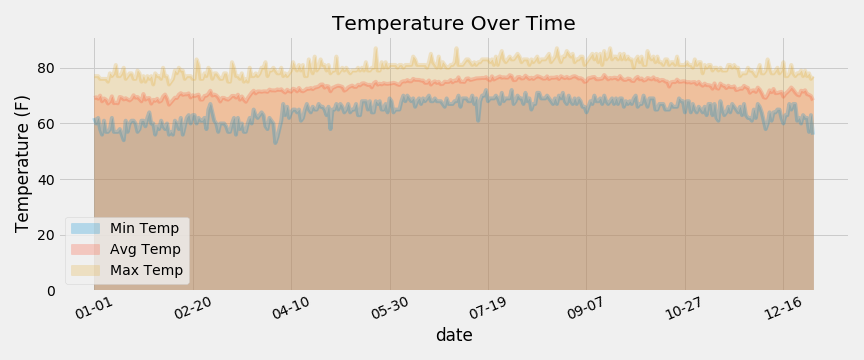 Temperature Over Time
Temperature (F)
80
60
40
20
0
Min Temp
Avg Temp
Max Temp
01-01 02-20 04-10 05-30 07-19 09-07 10-27 12-16
date